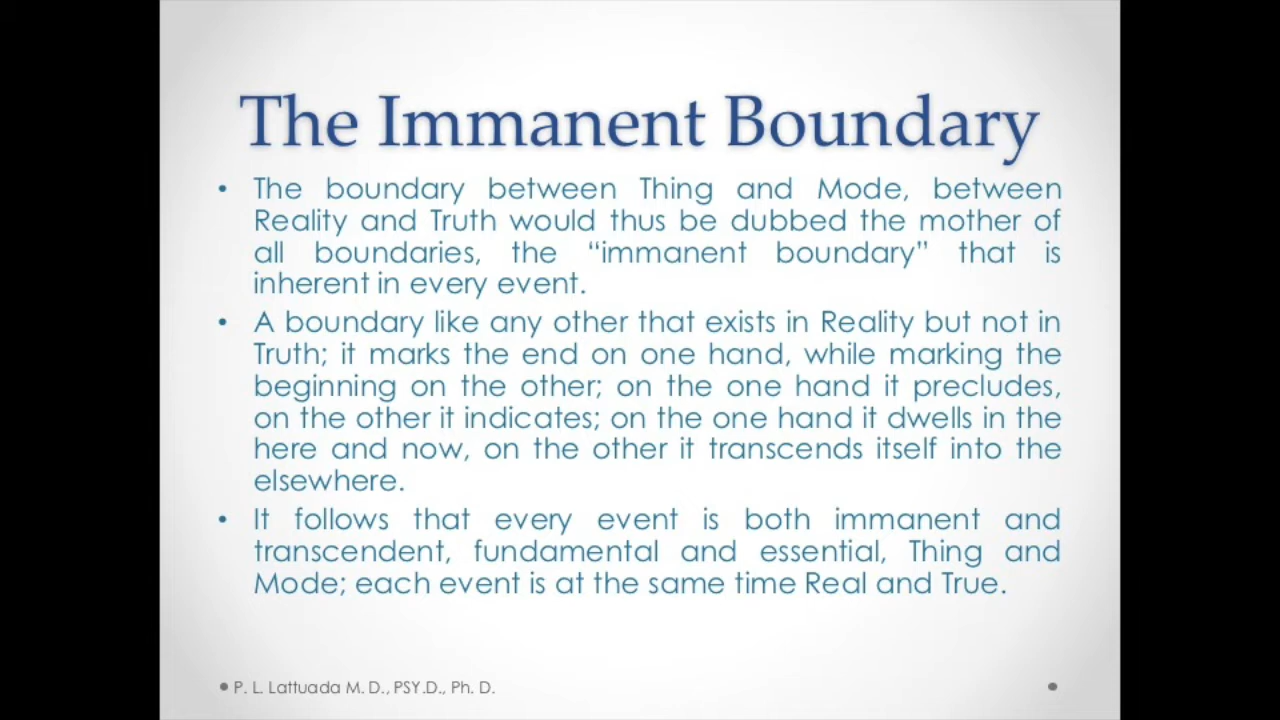 The Immanent Boundary
• The boundary between Thing and Mode, between
Reality and Truth would thus be dubbed the mother of
all boundaries, the “immanent boundary” that is
inherent in every event.
• A boundary like any other that exists in Reality but not in
Truth; it marks the end on one hand, while marking the
beginning on the other; on the one hand it precludes,
on the other it indicates; on the one hand it dwells in the
here and now, on the other it transcends itself into the
elsewhere.
• It follows that every event is both immanent and
transcendent, fundamental and essential, Thing and
Mode; each event is at the same time Real and True.
P. L. Lattuada M. D., PSY.D., Ph. D.